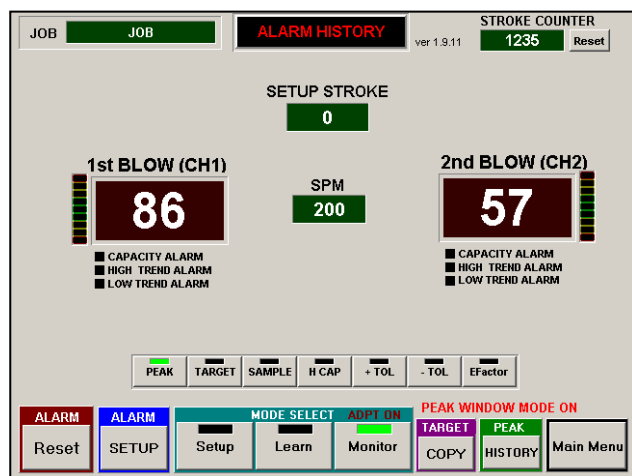 JOB JOB ALARM HISTORY ver 1.9.11 STROKE COUNTER
1235 Reset
SETUP STROKE
0
1st BLOW (CH1)
86
CAPACITY ALARM
HIGH TREND ALARM
LOW TREND ALARM
SPM
200
2nd BLOW (CH2)
57
CAPACITY ALARM
HIGH TREND ALARM
LOW TREND ALARM
PEAK TARGET SAMPLE H CAP + TOL - TOL EFactor
ALARM
Reset
ALARM
SETUP
MODE SELECT ADPT ON
Setup Learn Monitor
PEAK WINDOW MODE ON
TARGET
COPY
PEAK
HISTORY
Main Menu